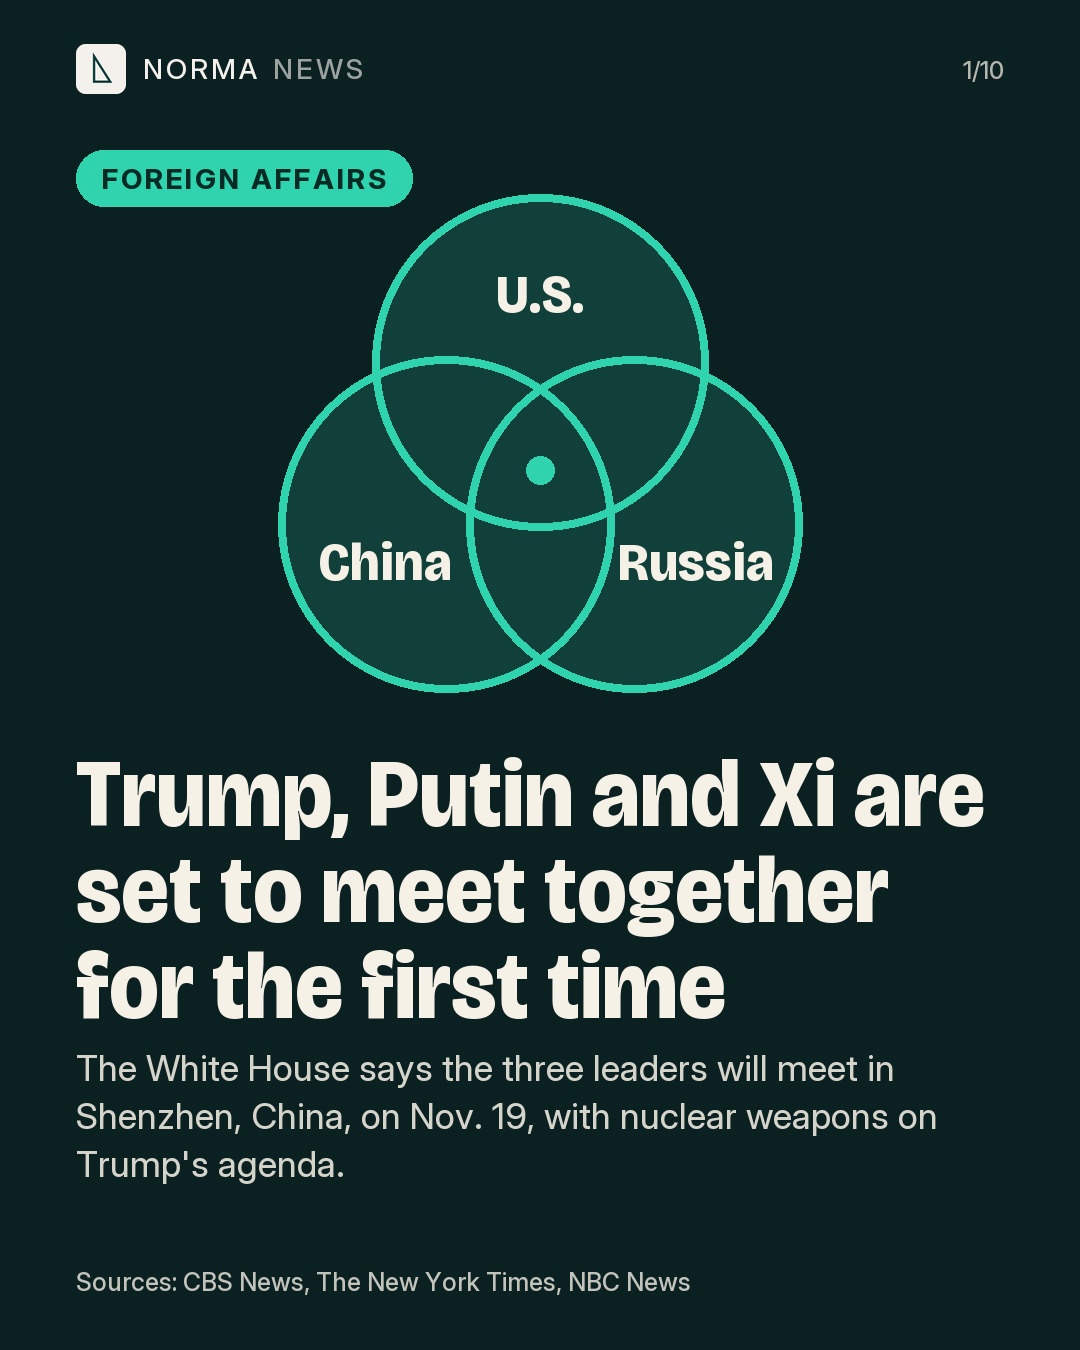 NORMA NEWS
1/10
FOREIGN AFFAIRS
U.S.
China
Russia
Trump, Putin and Xi are
set to meet together
for the first time
The White House says the three leaders will meet in
Shenzhen, China, on Nov. 19, with nuclear weapons on
Trump's agenda.
Sources: CBS News, The New York Times, NBC News